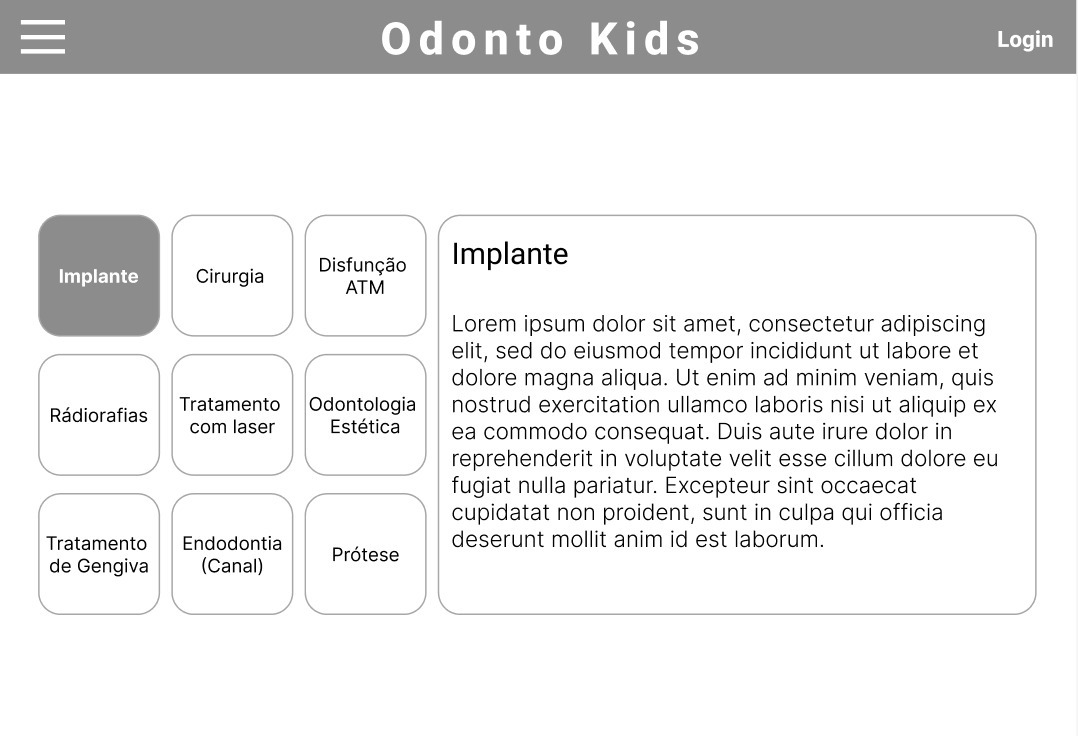 Odonto Kids
Login
Implante
Cirurgia
Disfunção
ATM
Rádiorafias
Tratamento
com laser
Odontologia
Estética
Tratamento
de Gengiva
Endodontia
(Canal)
Prótese
Implante
Lorem ipsum dolor sit amet, consectetur adipiscing
elit, sed do eiusmod tempor incididunt ut labore et
dolore magna aliqua. Ut enim ad minim veniam, quis
nostrud exercitation ullamco laboris nisi ut aliquip ex
ea commodo consequat. Duis aute irure dolor in
reprehenderit in voluptate velit esse cillum dolore eu
fugiat nulla pariatur. Excepteur sint occaecat
cupidatat non proident, sunt in culpa qui officia
deserunt mollit anim id est laborum.